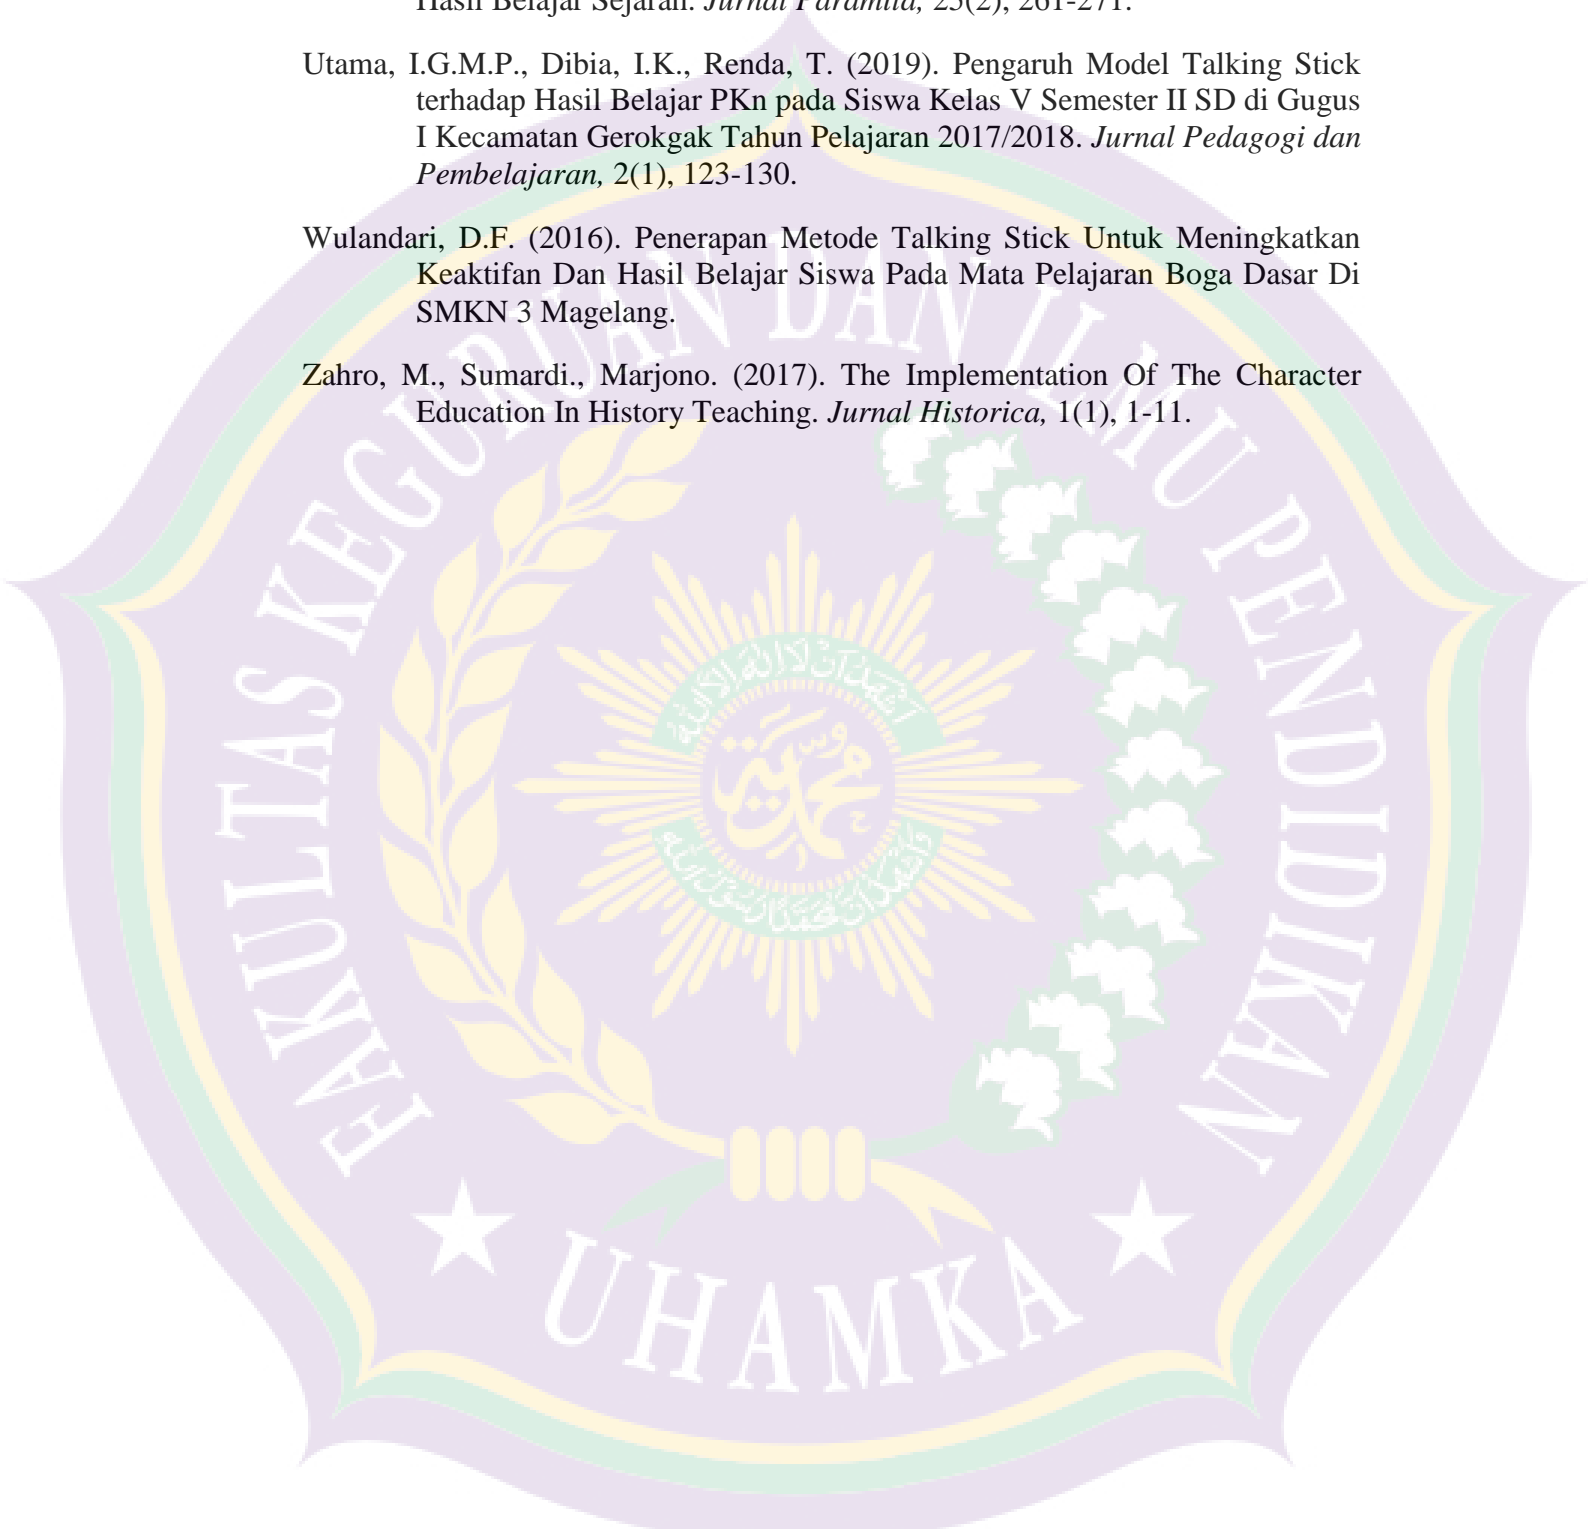 Hasil Belajar Sejarah. Jurnal Paramita, 25(2), 261-271.
Utama, I.G.M.P., Dibia, I.K., Renda, T. (2019). Pengaruh Model Talking Stick
terhadap Hasil Belajar PKn pada Siswa Kelas V Semester II SD di Gugus
I Kecamatan Gerokgak Tahun Pelajaran 2017/2018. Jurnal Pedagogi dan
Pembelajaran, 2(1), 123-130.
Wulandari, D.F. (2016). Penerapan Metode Talking Stick Untuk Meningkatkan
Keaktifan Dan Hasil Belajar Siswa Pada Mata Pelajaran Boga Dasar Di
SMKN 3 Magelang.
Zahro, M., Sumardi., Marjono. (2017). The Implementation Of The Character
Education In History Teaching. Jurnal Historica, 1(1), 1-11.
FAKULTAS KEGURUAN DAN ILMU PENDIDIKAN
محمدية
UHAMKA